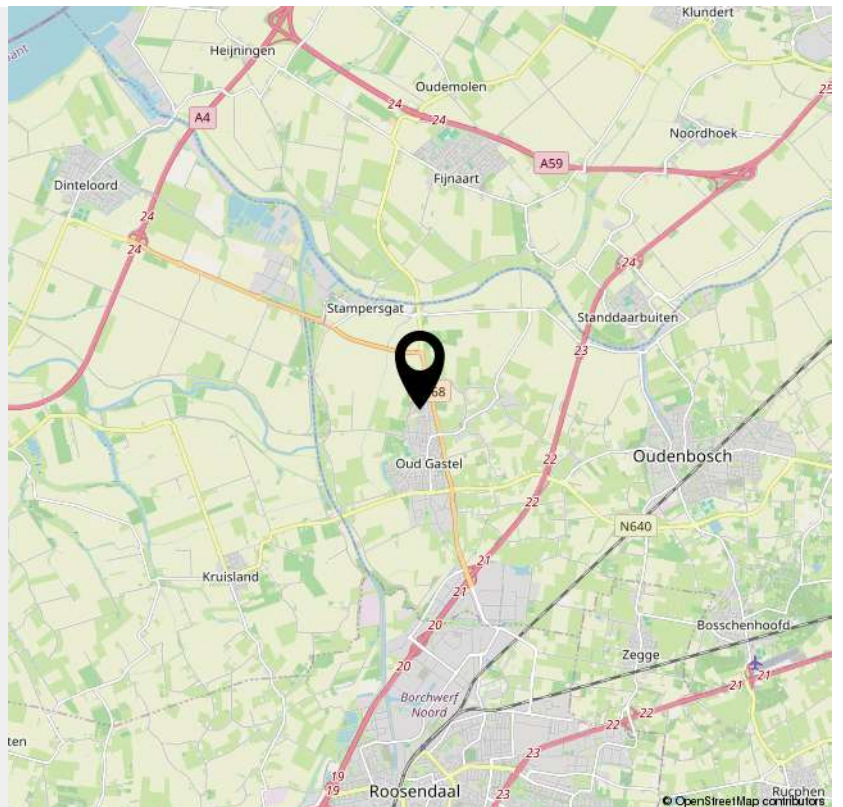 Klundert
Heijningen
Oudemolen
24
25
A4
24
Noordhoek
A59
Fijnaart
Dinteloord
24
24
24
Stampersgat
Standdaarbuiten
23
68
Oud Gastel
Oudenbosch
22
22
N640
21
Kruisland
21
20
Bosschenhoofd
Zegge
20
21
21
Borchwerf
Noord
22
22
23
19
19
23
Roosendaal
Rucphen
© OpenStreetMap contributors